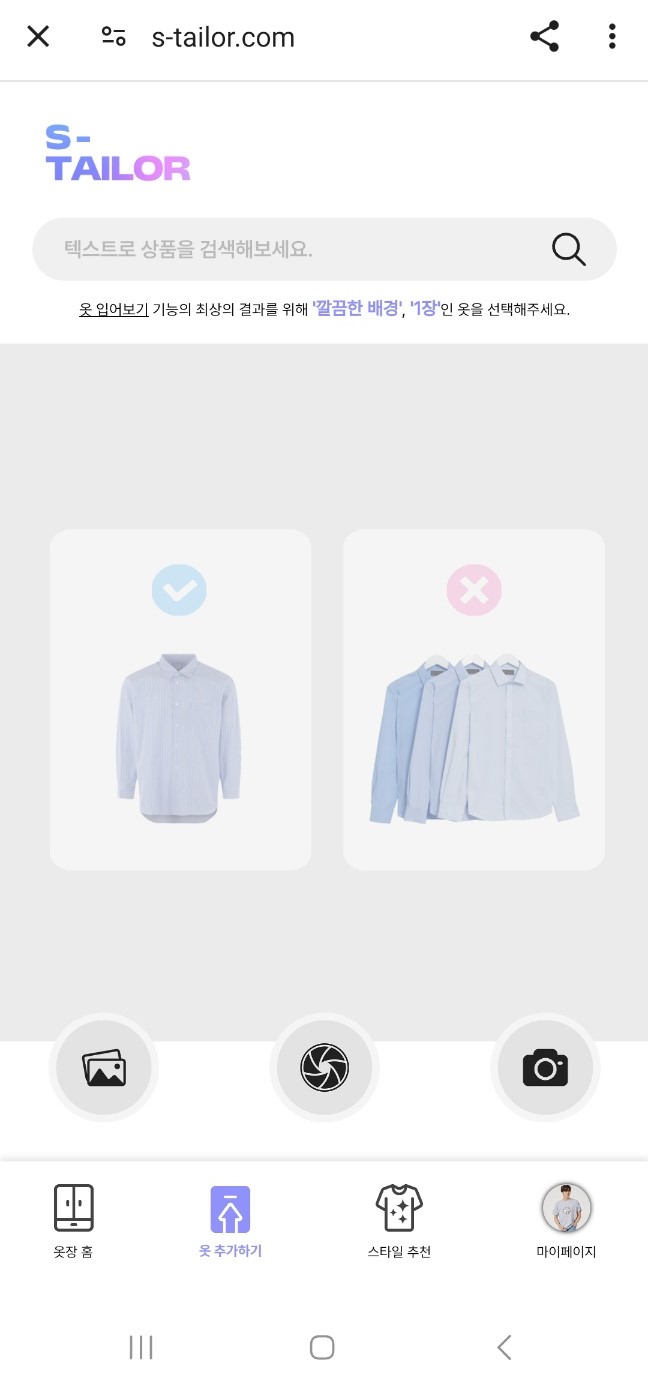 s-tailor.com
S-
TAILOR
텍스트로 상품을 검색해보세요.
옷 입어보기 기능의 최상의 결과를 위해 '깔끔한 배경', '1장'인 옷을 선택해주세요.
옷장 홈
옷 추가하기
스타일 추천
마이페이지